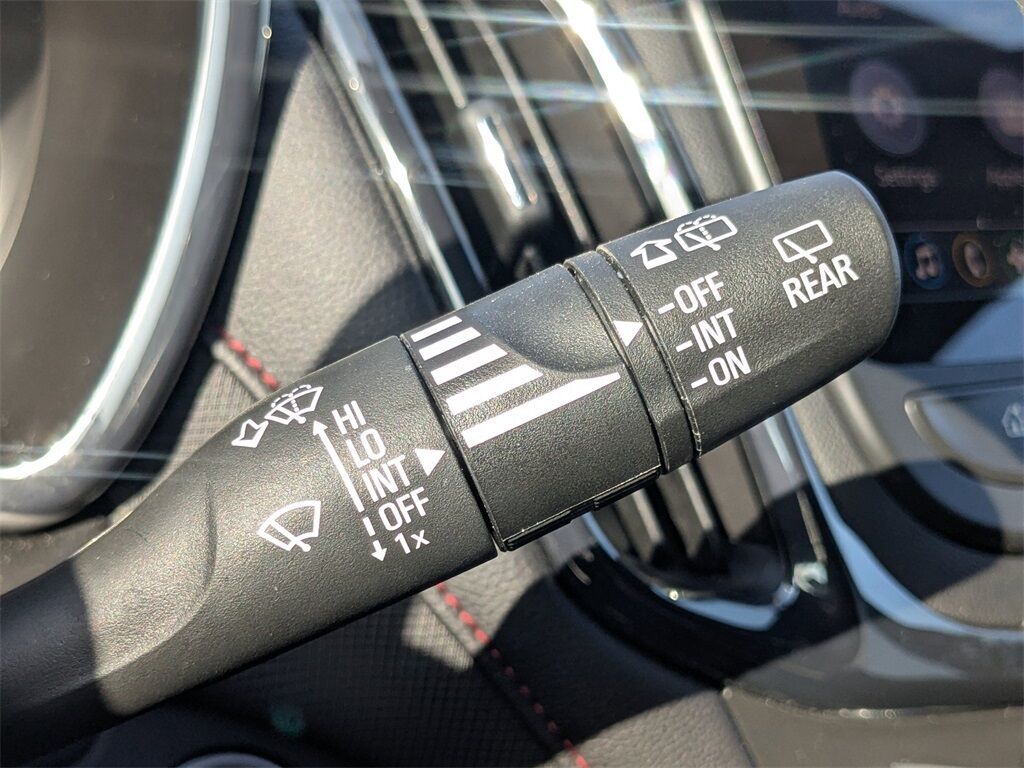 HI
LO
INT
OFF
1x
-OFF
-INT
-ON
REAR
Settings